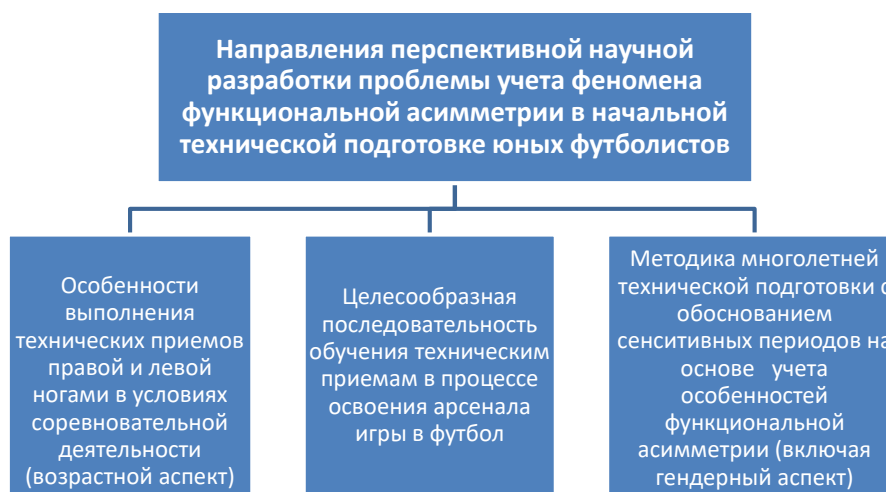 Направления перспективной научной
разработки проблемы учета феномена
функциональной асимметрии в начальной
технической подготовке юных футболистов
Особенности
выполнения
технических приемов
правой и левой
ногами в условиях
соревновательной
деятельности
(возрастной аспект)
Целесообразная
последовательность
обучения техническим
приемам в процессе
освоения арсенала
игры в футбол
Методика многолетней
технической подготовки с
обоснованием
сенситивных периодов на
основе учета
особенностей
функциональной
асимметрии (включая
гендерный аспект)